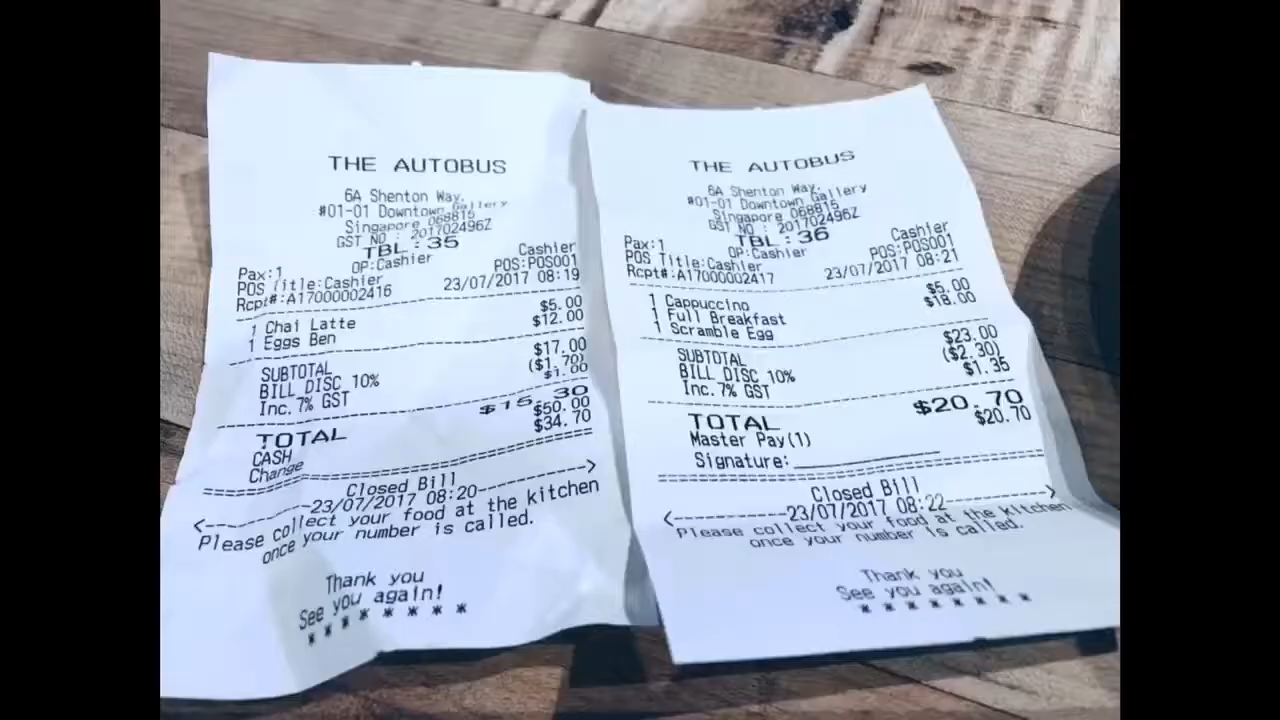 THE AUTOBUS
6A Shenton Way,
#01-01 Downtown Gallery
Singapore 068815
GST NO : 201702496Z
TBL : 35
OP:Cashier
Pax:1 Cashier
POS Title:Cashier POS:POS001
Rcpt#:A17000002416 23/07/2017 08:19
1 Chai Latte $5.00
1 Eggs Ben $12.00
SUBTOTAL $17.00
BILL DISC 10% ($1.70)
Inc.7% GST $1.00
TOTAL $15.30
CASH $50.00
Change $34.70
Closed Bill
<--------23/07/2017 08:20-------->
Please collect your food at the kitchen
once your number is called.
Thank you
See you again!
* * * * * * *
THE AUTOBUS
6A Shenton Way,
#01-01 Downtown Gallery
Singapore 068815
GST NO : 201702496Z
TBL : 36
OP:Cashier
Pax:1 Cashier
POS Title:Cashier POS:POS001
Rcpt#:A17000002417 23/07/2017 08:21
1 Cappuccino $5.00
1 Full Breakfast $18.00
1 Scramble Egg
SUBTOTAL $23.00
BILL DISC 10% ($2.30)
Inc.7% GST $1.35
TOTAL $20.70
Master Pay(1) $20.70
Signature:_______________
Closed Bill
<--------23/07/2017 08:22-------->
Please collect your food at the kitchen
once your number is called.
Thank you
See you again!
* * * * * * * *